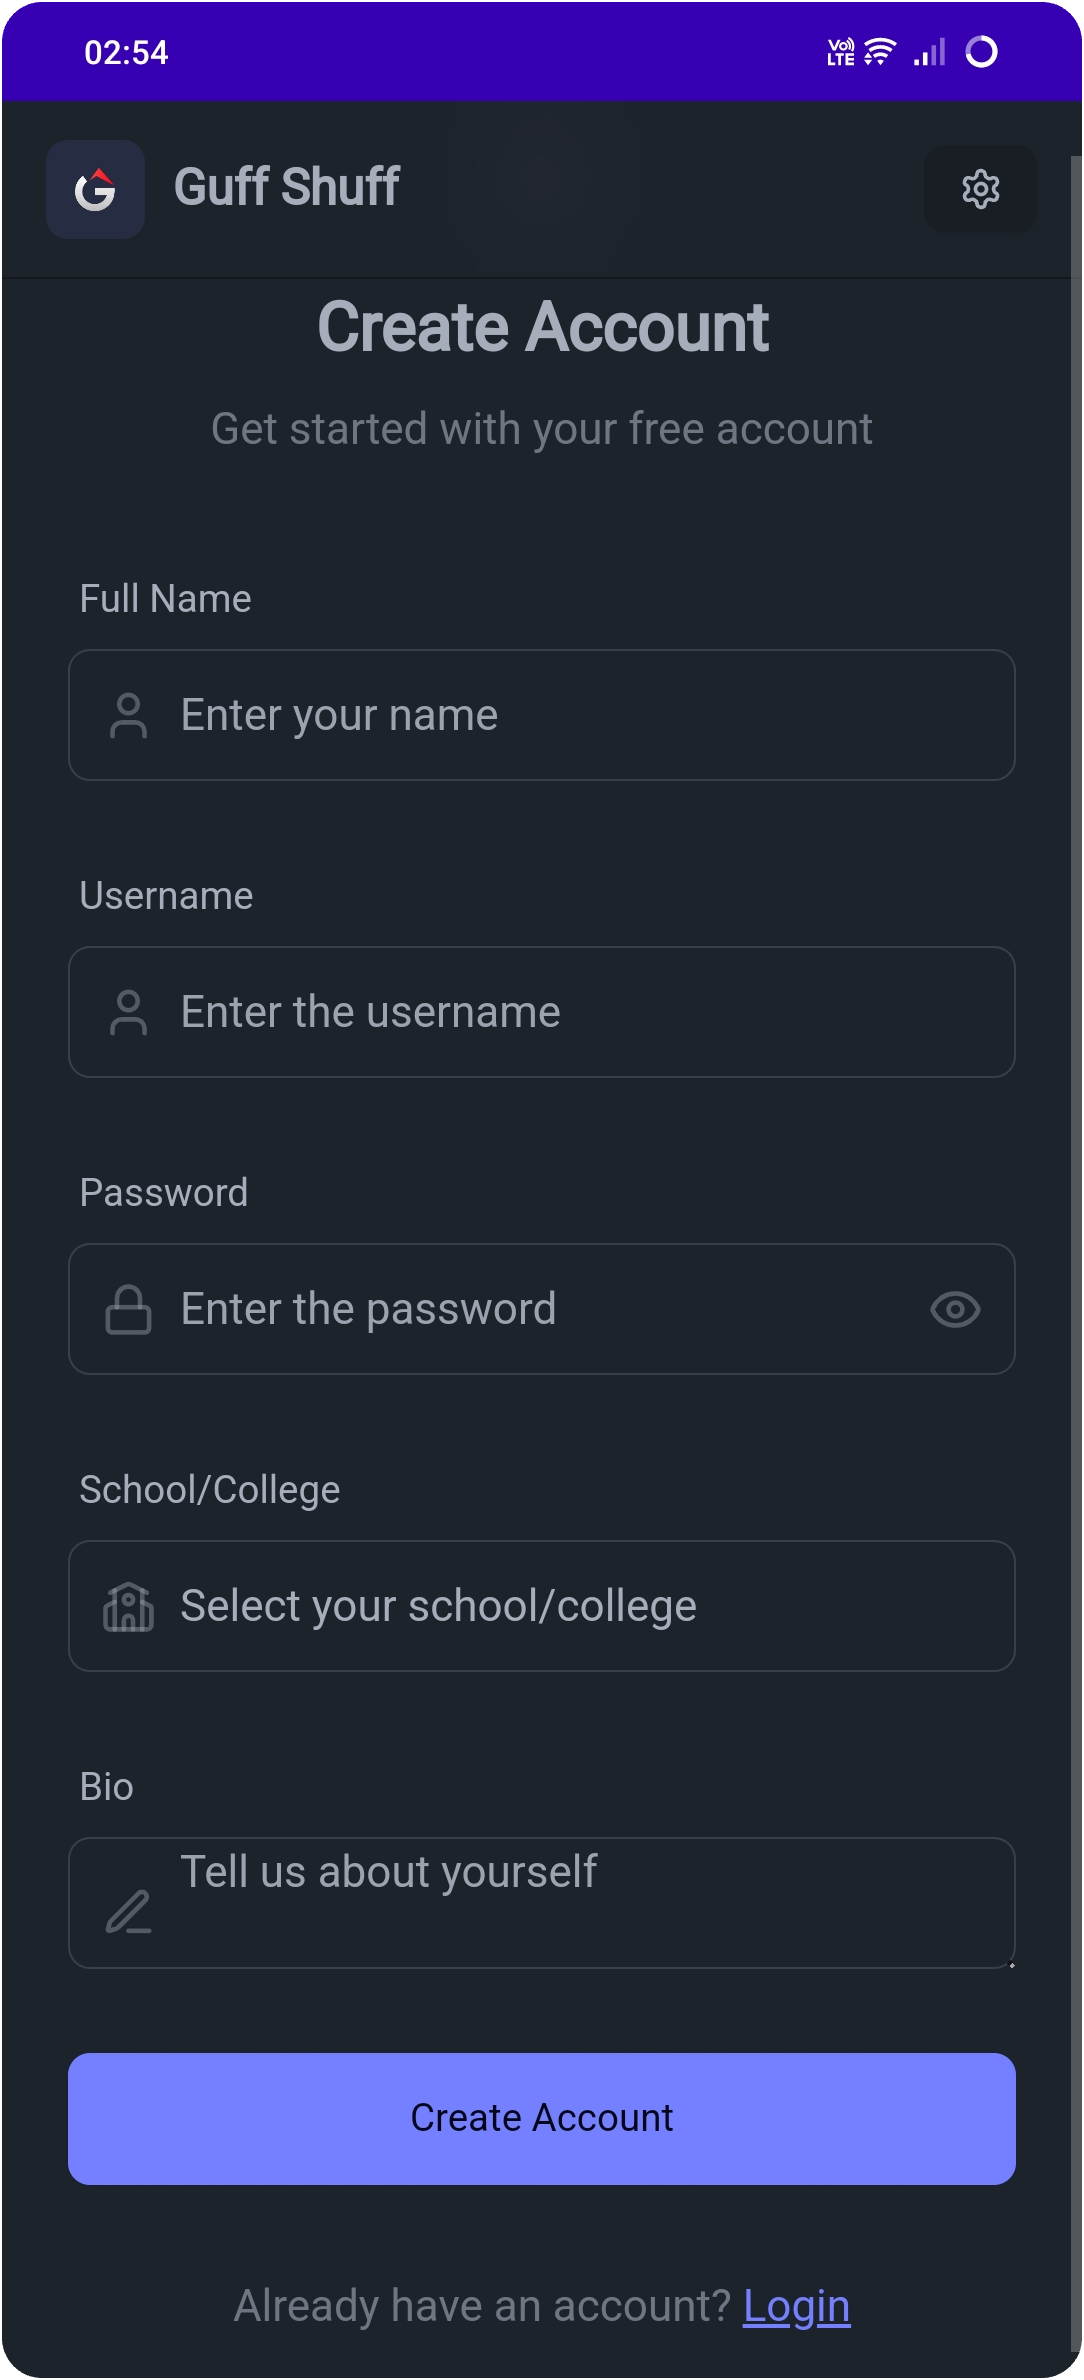 02:54
Vo LTE
Guff Shuff
Create Account
Get started with your free account
Full Name
Enter your name
Username
Enter the username
Password
Enter the password
School/College
Select your school/college
Bio
Tell us about yourself
Create Account
Already have an account? Login